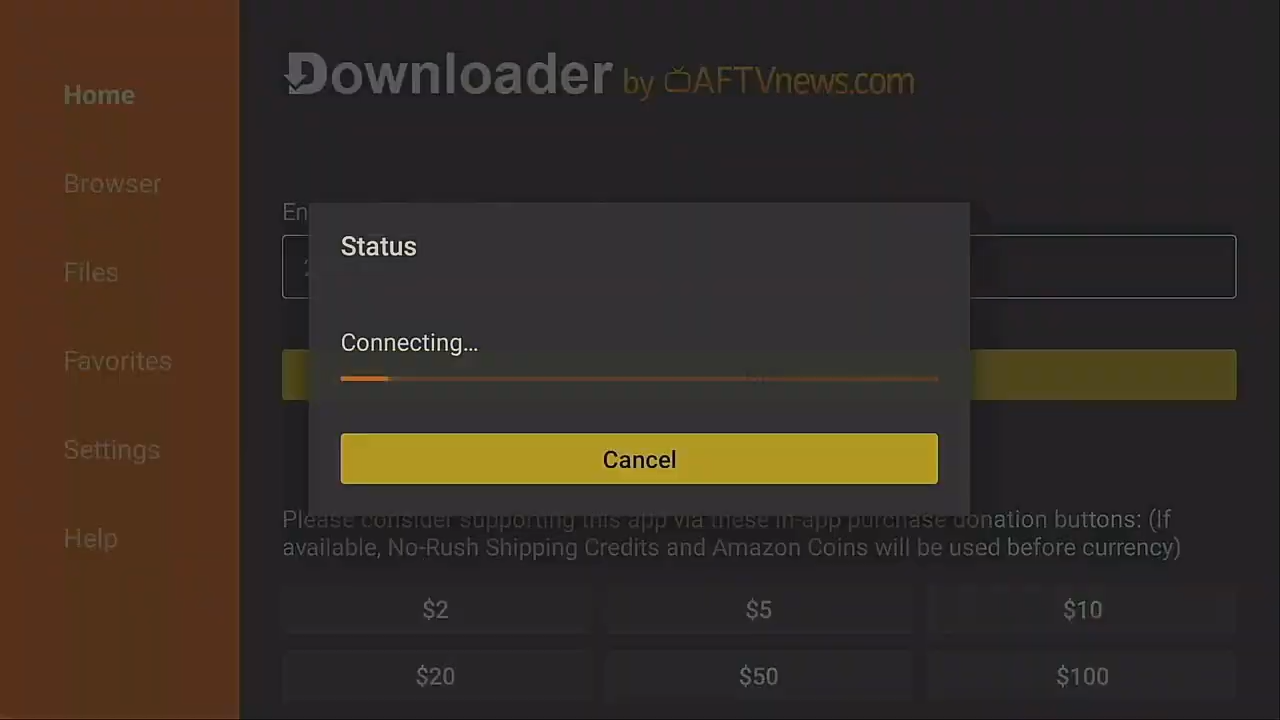 Downloader by AFTVnews.com
Home
Browser
Files
Favorites
Settings
Help
En
Status
Connecting...
Cancel
Please consider supporting this app via these in-app purchase donation buttons: (If
available, No-Rush Shipping Credits and Amazon Coins will be used before currency)
$2 $5 $10
$20 $50 $100